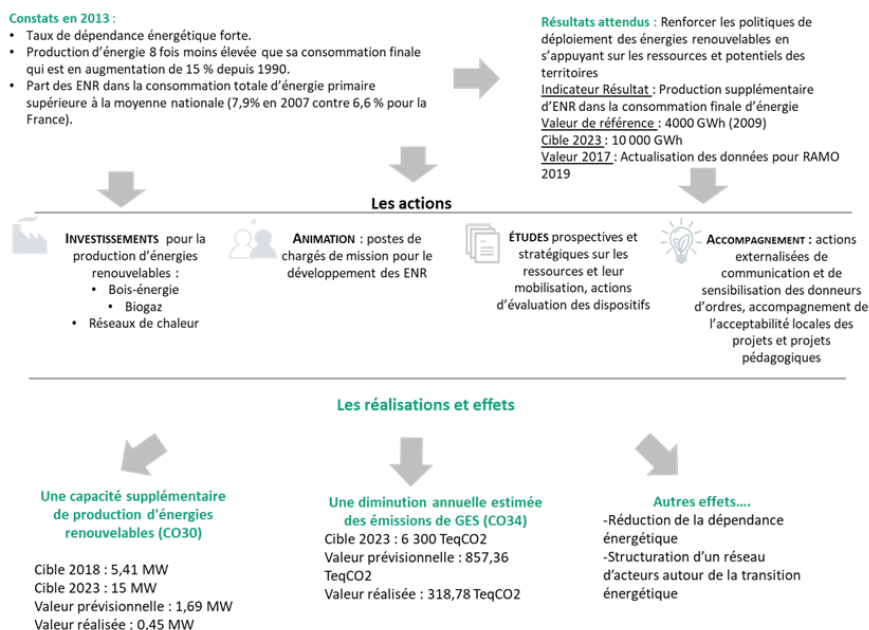 Constats en 2013 :
• Taux de dépendance énergétique forte.
• Production d'énergie 8 fois moins élevée que sa consommation finale
qui est en augmentation de 15 % depuis 1990.
• Part des ENR dans la consommation totale d'énergie primaire
supérieure à la moyenne nationale (7,9% en 2007 contre 6,6 % pour la
France).
Résultats attendus : Renforcer les politiques de
déploiement des énergies renouvelables en
s'appuyant sur les ressources et potentiels des
territoires
Indicateur Résultat : Production supplémentaire
d'ENR dans la consommation finale d'énergie
Valeur de référence : 4000 GWh (2009)
Cible 2023 : 10 000 GWh
Valeur 2017 : Actualisation des données pour RAMO
2019
Les actions
INVESTISSEMENTS pour la
production d'énergies
renouvelables :
• Bois-énergie
• Biogaz
• Réseaux de chaleur
ANIMATION : postes de
chargés de mission pour le
développement des ENR
ÉTUDES prospectives et
stratégiques sur les
ressources et leur
mobilisation, actions
d'évaluation des dispositifs
ACCOMPAGNEMENT : actions
externalisées de
communication et de
sensibilisation des donneurs
d'ordres, accompagnement de
l'acceptabilité locales des
projets et projets
pédagogiques
Les réalisations et effets
Une capacité supplémentaire
de production d'énergies
renouvelables (CO30)
Cible 2018 : 5,41 MW
Cible 2023 : 15 MW
Valeur prévisionnelle : 1,69 MW
Valeur réalisée : 0,45 MW
Une diminution annuelle estimée
des émissions de GES (CO34)
Cible 2023 : 6 300 TeqCO2
Valeur prévisionnelle : 857,36
TeqCO2
Valeur réalisée : 318,78 TeqCO2
Autres effets….
-Réduction de la dépendance
énergétique
-Structuration d'un réseau
d'acteurs autour de la transition
énergétique